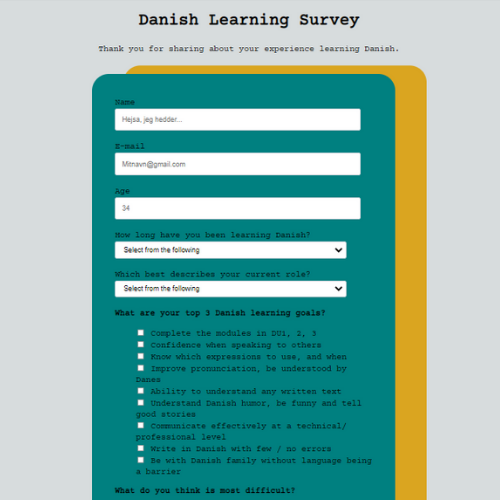 Danish Learning Survey
Thank you for sharing about your experience learning Danish.
Name
Hejsa, jeg hedder...
E-mail
Mitnavn@gmail.com
Age
34
How long have you been learning Danish?
Select from the following
Which best describes your current role?
Select from the following
What are your top 3 Danish learning goals?
Complete the modules in DU1, 2, 3
Confidence when speaking to others
Know which expressions to use, and when
Improve pronunciation, be understood by
Danes
Ability to understand any written text
Understand Danish humor, be funny and tell
good stories
Communicate effectively at a technical/
professional level
Write in Danish with few / no errors
Be with Danish family without language being
a barrier
What do you think is most difficult?